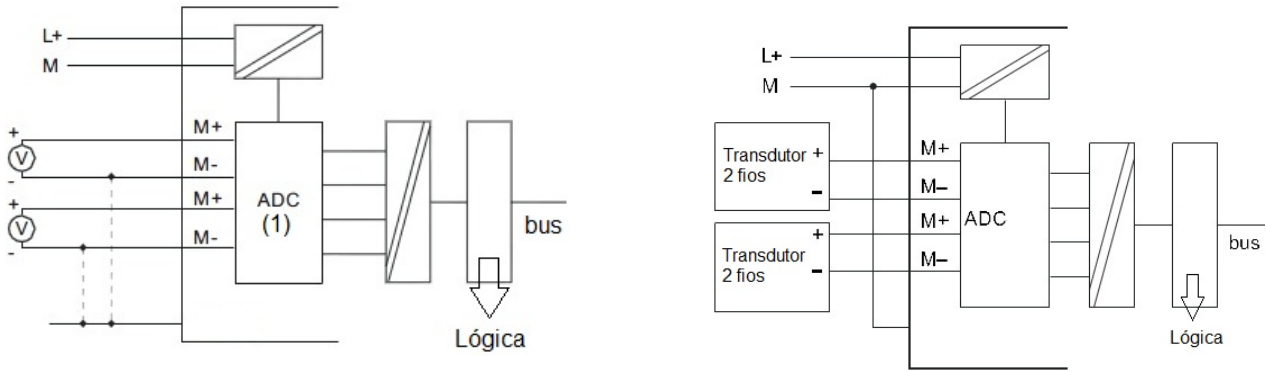 L+
M
+
V
-
+
V
-
M+
M-
M+
M-
ADC
(1)
bus
Lógica
L+
M
Transdutor +
2 fios –
Transdutor +
2 fios –
M+
M–
M+
M–
ADC
bus
Lógica